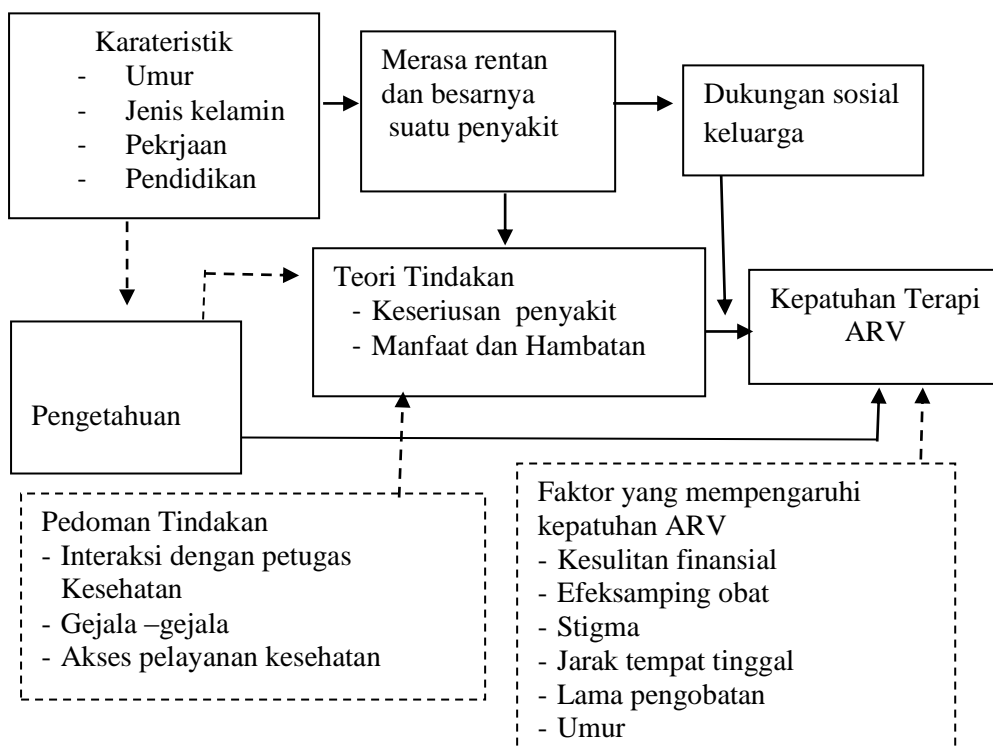 Karateristik
- Umur
- Jenis kelamin
- Pekrjaan
- Pendidikan
Merasa rentan
dan besarnya
suatu penyakit
Dukungan sosial
keluarga
Teori Tindakan
- Keseriusan penyakit
- Manfaat dan Hambatan
Kepatuhan Terapi
ARV
Pengetahuan
Pedoman Tindakan
- Interaksi dengan petugas
Kesehatan
- Gejala –gejala
- Akses pelayanan kesehatan
Faktor yang mempengaruhi
kepatuhan ARV
- Kesulitan finansial
- Efeksamping obat
- Stigma
- Jarak tempat tinggal
- Lama pengobatan
- Umur